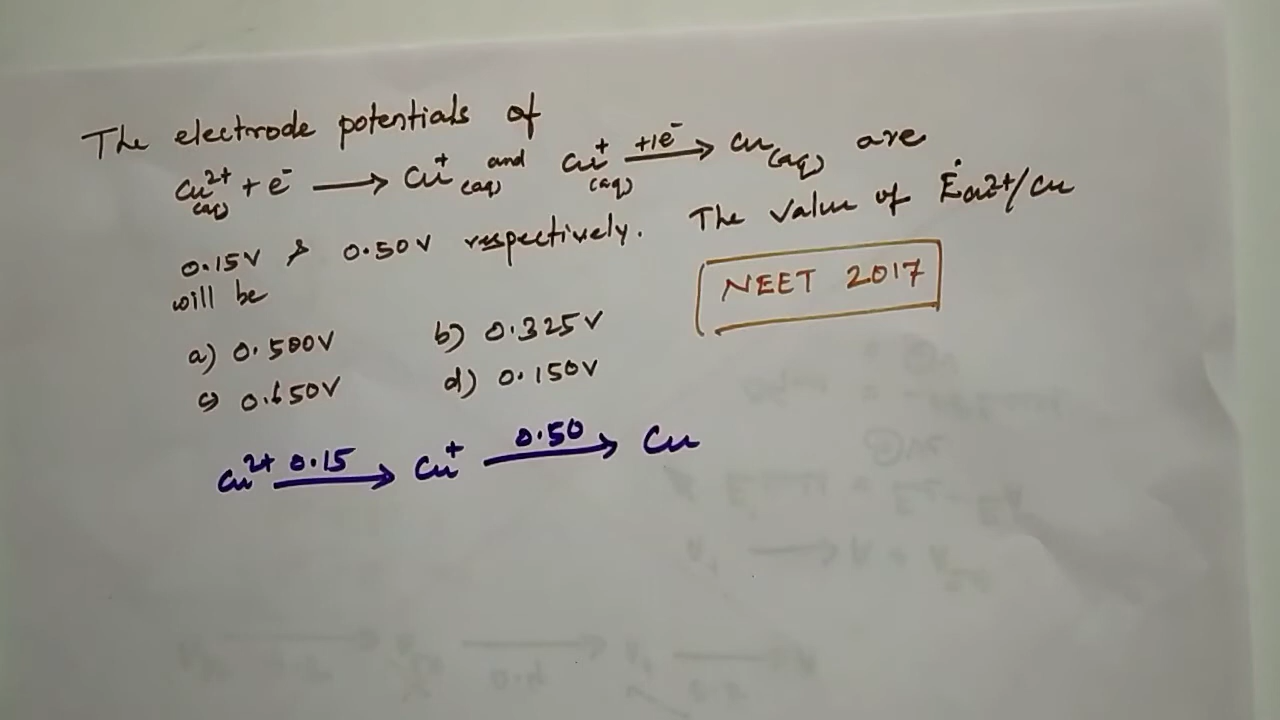 The electrode potentials of
Cu²⁺(aq) + e⁻ ⟶ Cu⁺(aq) and Cu⁺(aq) +1e⁻⟶ Cu(aq) are
0.15V & 0.50V respectively. The value of E°Cu2+/Cu
will be
NEET 2017
a) 0.500V b) 0.325V
c) 0.650V d) 0.150V
Cu²⁺ 0.15⟶ Cu⁺ 0.50⟶ Cu